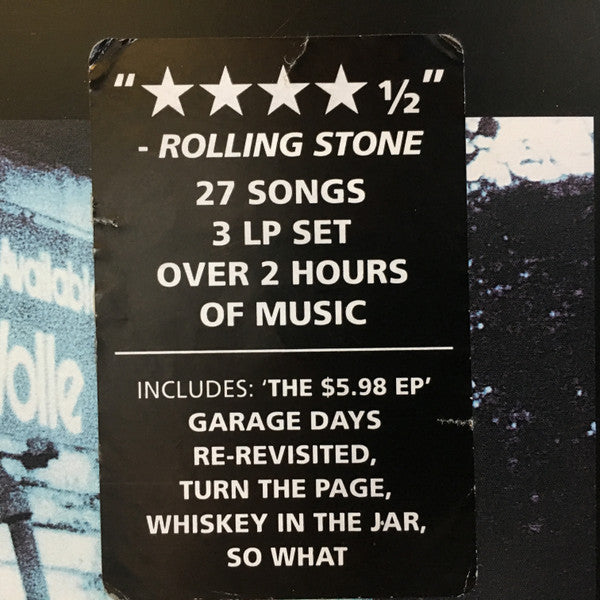 "★★★★ ½"
- ROLLING STONE
27 SONGS
3 LP SET
OVER 2 HOURS
OF MUSIC
INCLUDES: 'THE $5.98 EP'
GARAGE DAYS
RE-REVISITED,
TURN THE PAGE,
WHISKEY IN THE JAR,
SO WHAT